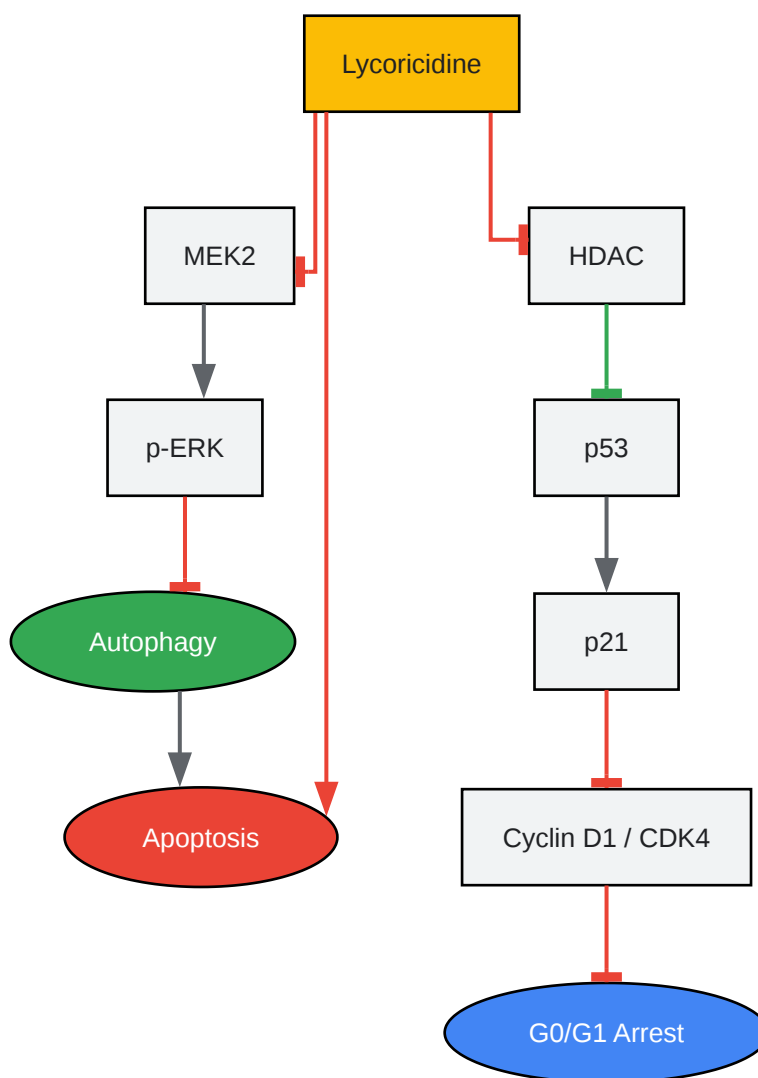 Lycoricidine
MEK2
HDAC
p-ERK
p53
Autophagy
p21
Apoptosis
Cyclin D1 / CDK4
G0/G1 Arrest